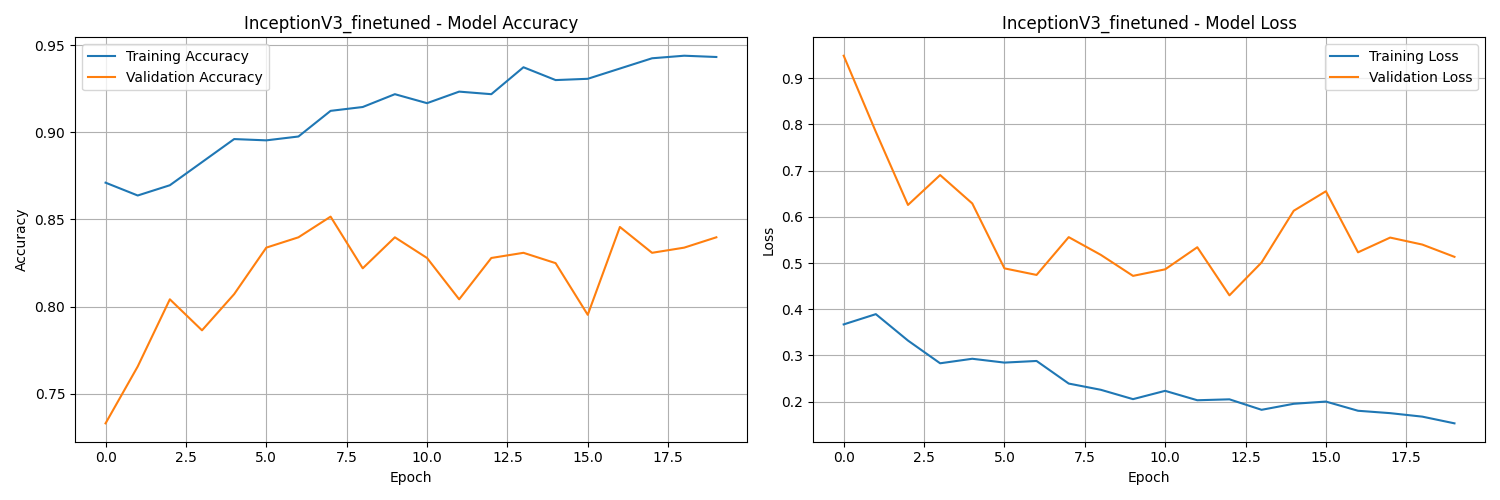 InceptionV3_finetuned - Model Accuracy
Training Accuracy
Validation Accuracy
Accuracy
0.95
0.90
0.85
0.80
0.75
0.0 2.5 5.0 7.5 10.0 12.5 15.0 17.5
Epoch
InceptionV3_finetuned - Model Loss
Training Loss
Validation Loss
Loss
0.9
0.8
0.7
0.6
0.5
0.4
0.3
0.2
0.0 2.5 5.0 7.5 10.0 12.5 15.0 17.5
Epoch